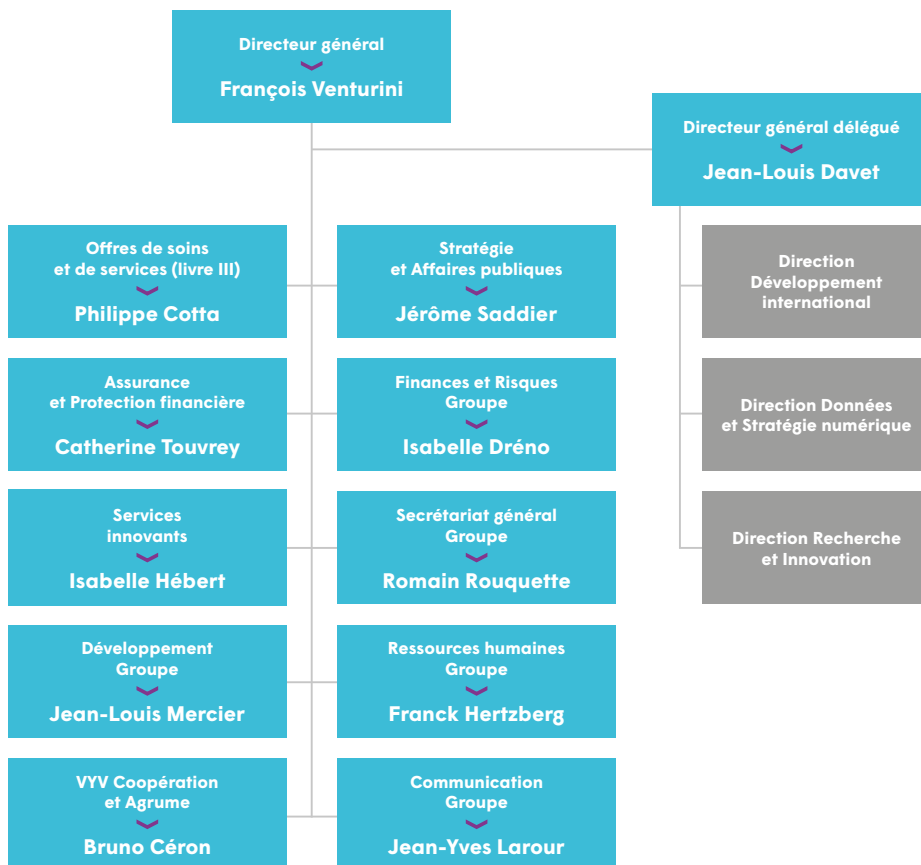 Directeur général
François Venturini
Directeur général délégué
Jean-Louis Davet
Offres de soins
et de services (livre III)
Philippe Cotta
Stratégie
et Affaires publiques
Jérôme Saddier
Direction
Développement
international
Assurance
et Protection financière
Catherine Touvrey
Finances et Risques
Groupe
Isabelle Dréno
Direction Données
et Stratégie numérique
Services
innovants
Isabelle Hébert
Secrétariat général
Groupe
Romain Rouquette
Direction Recherche
et Innovation
Développement
Groupe
Jean-Louis Mercier
Ressources humaines
Groupe
Franck Hertzberg
VYV Coopération
et Agrume
Bruno Céron
Communication
Groupe
Jean-Yves Larour